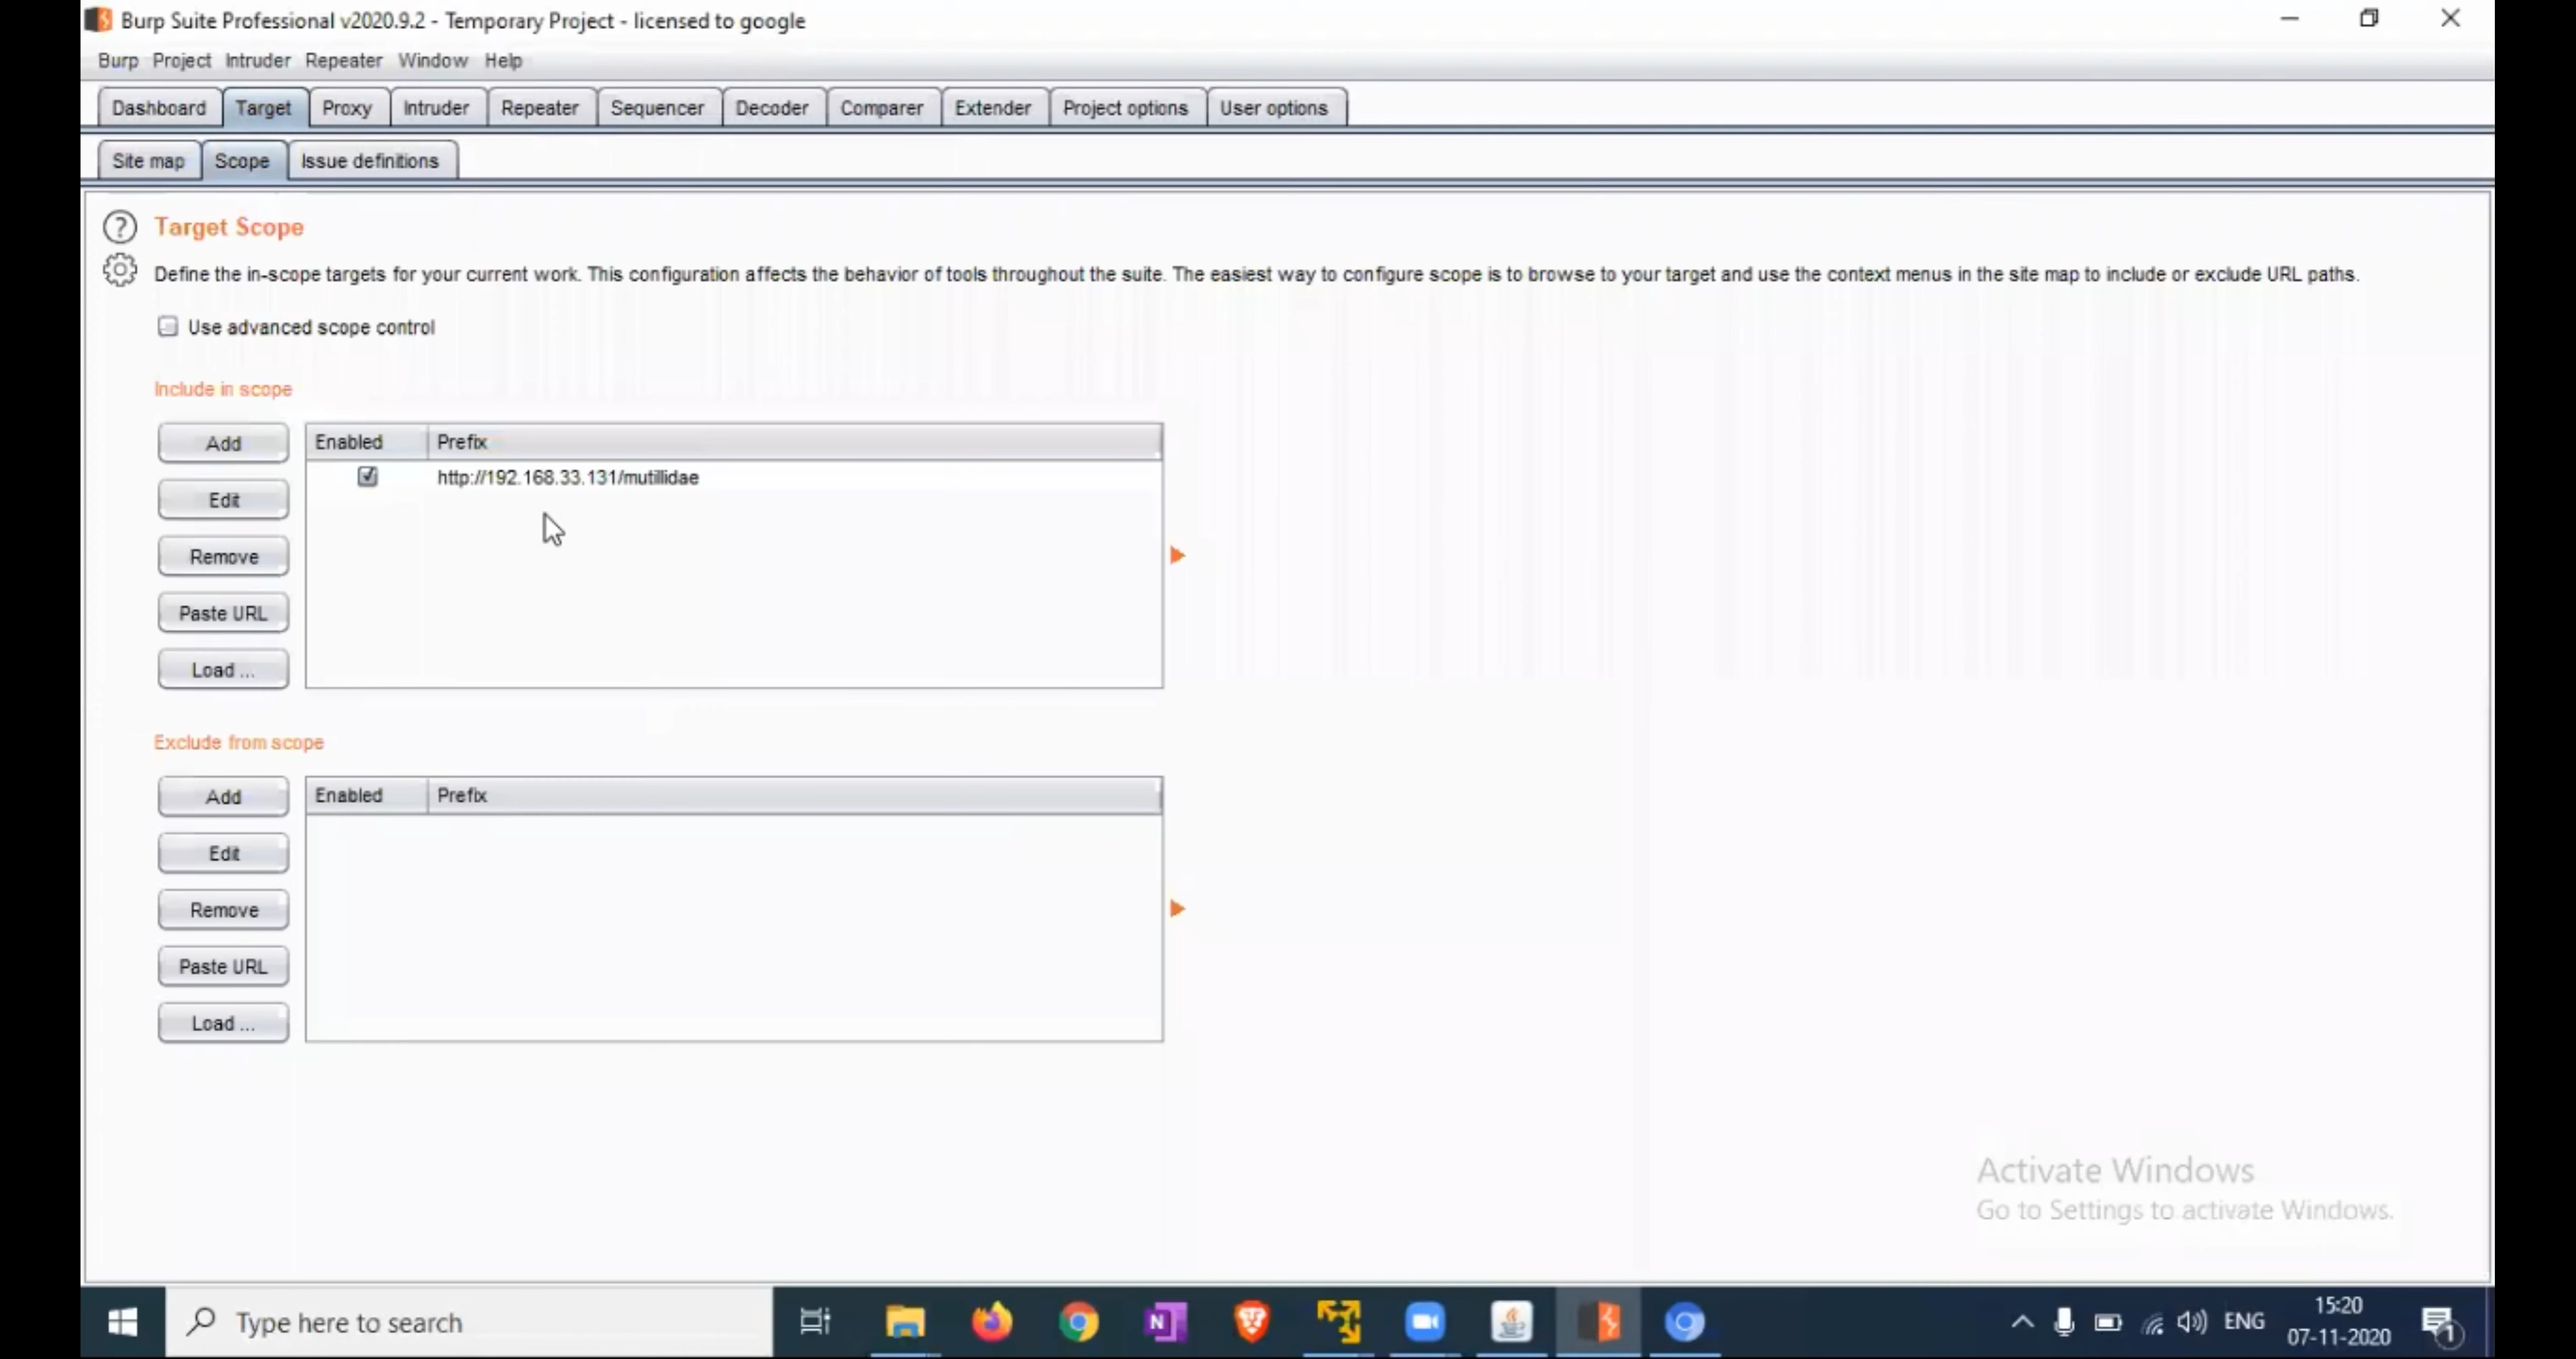 Burp Suite Professional v2020.9.2 - Temporary Project - licensed to google
Burp Project Intruder Repeater Window Help
Dashboard Target Proxy Intruder Repeater Sequencer Decoder Comparer Extender Project options User options
Site map Scope Issue definitions
Target Scope
Define the in-scope targets for your current work. This configuration affects the behavior of tools throughout the suite. The easiest way to configure scope is to browse to your target and use the context menus in the site map to include or exclude URL paths.
Use advanced scope control
Include in scope
Add
Enabled Prefix
http://192.168.33.131/mutillidae
Edit
Remove
Paste URL
Load ...
Exclude from scope
Add
Enabled Prefix
Edit
Remove
Paste URL
Load ...
Activate Windows
Go to Settings to activate Windows.
Type here to search
ENG
15:20
07-11-2020
1